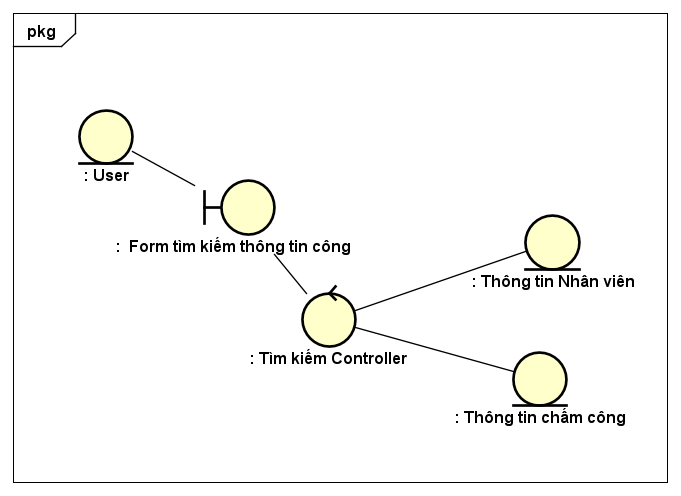 pkg
: User
: Form tìm kiếm thông tin công
: Tìm kiếm Controller
: Thông tin Nhân viên
: Thông tin chấm công